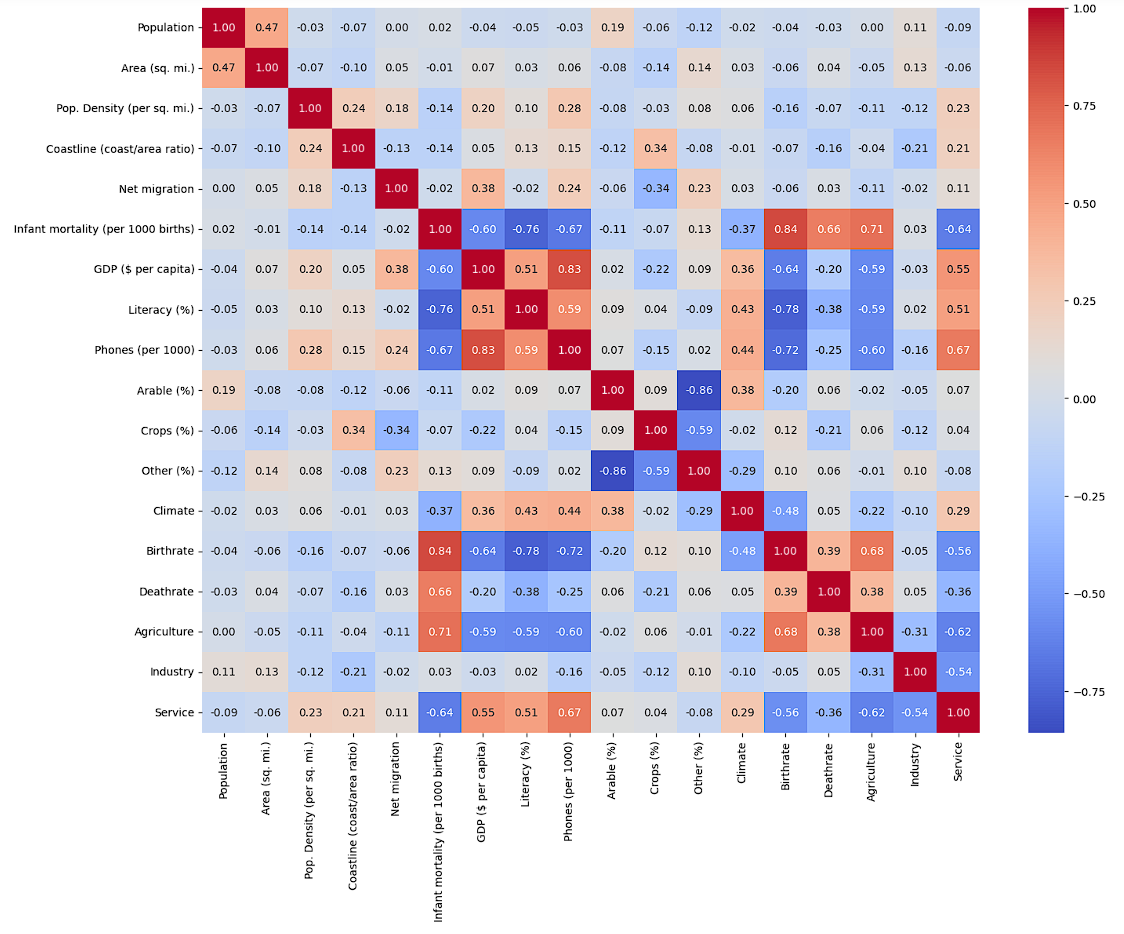 Population 1.00 0.47 -0.03 -0.07 0.00 0.02 -0.04 -0.05 -0.03 0.19 -0.06 -0.12 -0.02 -0.04 -0.03 0.00 0.11 -0.09
Area (sq. mi.) 0.47 1.00 -0.07 -0.10 0.05 -0.01 0.07 0.03 0.06 -0.08 -0.14 0.14 0.03 -0.06 0.04 -0.05 0.13 -0.06
Pop. Density (per sq. mi.) -0.03 -0.07 1.00 0.24 0.18 -0.14 0.20 0.10 0.28 -0.08 -0.03 0.08 0.06 -0.16 -0.07 -0.11 -0.12 0.23
Coastline (coast/area ratio) -0.07 -0.10 0.24 1.00 -0.13 -0.14 0.05 0.13 0.15 -0.12 0.34 -0.08 -0.01 -0.07 -0.16 -0.04 -0.21 0.21
Net migration 0.00 0.05 0.18 -0.13 1.00 -0.02 0.38 -0.02 0.24 -0.06 -0.34 0.23 0.03 -0.06 0.03 -0.11 -0.02 0.11
Infant mortality (per 1000 births) 0.02 -0.01 -0.14 -0.14 -0.02 1.00 -0.60 -0.76 -0.67 -0.11 -0.07 0.13 -0.37 0.84 0.66 0.71 0.03 -0.64
GDP ($ per capita) -0.04 0.07 0.20 0.05 0.38 -0.60 1.00 0.51 0.83 0.02 -0.22 0.09 0.36 -0.64 -0.20 -0.59 -0.03 0.55
Literacy (%) -0.05 0.03 0.10 0.13 -0.02 -0.76 0.51 1.00 0.59 0.09 0.04 -0.09 0.43 -0.78 -0.38 -0.59 0.02 0.51
Phones (per 1000) -0.03 0.06 0.28 0.15 0.24 -0.67 0.83 0.59 1.00 0.07 -0.15 0.02 0.44 -0.72 -0.25 -0.60 -0.16 0.67
Arable (%) 0.19 -0.08 -0.08 -0.12 -0.06 -0.11 0.02 0.09 0.07 1.00 0.09 -0.86 0.38 -0.20 0.06 -0.02 -0.05 0.07
Crops (%) -0.06 -0.14 -0.03 0.34 -0.34 -0.07 -0.22 0.04 -0.15 0.09 1.00 -0.59 -0.02 0.12 -0.21 0.06 -0.12 0.04
Other (%) -0.12 0.14 0.08 -0.08 0.23 0.13 0.09 -0.09 0.02 -0.86 -0.59 1.00 -0.29 0.10 0.06 -0.01 0.10 -0.08
Climate -0.02 0.03 0.06 -0.01 0.03 -0.37 0.36 0.43 0.44 0.38 -0.02 -0.29 1.00 -0.48 0.05 -0.22 -0.10 0.29
Birthrate -0.04 -0.06 -0.16 -0.07 -0.06 0.84 -0.64 -0.78 -0.72 -0.20 0.12 0.10 -0.48 1.00 0.39 0.68 -0.05 -0.56
Deathrate -0.03 0.04 -0.07 -0.16 0.03 0.66 -0.20 -0.38 -0.25 0.06 -0.21 0.06 0.05 0.39 1.00 0.38 0.05 -0.36
Agriculture 0.00 -0.05 -0.11 -0.04 -0.11 0.71 -0.59 -0.59 -0.60 -0.02 0.06 -0.01 -0.22 0.68 0.38 1.00 -0.31 -0.62
Industry 0.11 0.13 -0.12 -0.21 -0.02 0.03 -0.03 0.02 -0.16 -0.05 -0.12 0.10 -0.10 -0.05 0.05 -0.31 1.00 -0.54
Service -0.09 -0.06 0.23 0.21 0.11 -0.64 0.55 0.51 0.67 0.07 0.04 -0.08 0.29 -0.56 -0.36 -0.62 -0.54 1.00
Population
Area (sq. mi.)
Pop. Density (per sq. mi.)
Coastline (coast/area ratio)
Net migration
Infant mortality (per 1000 births)
GDP ($ per capita)
Literacy (%)
Phones (per 1000)
Arable (%)
Crops (%)
Other (%)
Climate
Birthrate
Deathrate
Agriculture
Industry
Service
1.00
0.75
0.50
0.25
0.00
−0.25
−0.50
−0.75